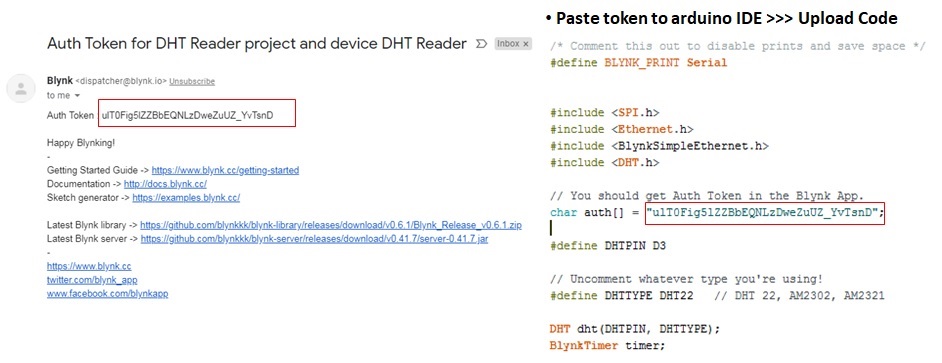 • Paste token to arduino IDE >>> Upload Code
Auth Token for DHT Reader project and device DHT Reader
Inbox x
Blynk <dispatcher@blynk.io> Unsubscribe
to me
Auth Token : ulT0Fig5lZZBbEQNLzDweZuUZ_YvTsnD
Happy Blynking!
-
Getting Started Guide -> https://www.blynk.cc/getting-started
Documentation -> http://docs.blynk.cc/
Sketch generator -> https://examples.blynk.cc/
Latest Blynk library -> https://github.com/blynkkk/blynk-library/releases/download/v0.6.1/Blynk_Release_v0.6.1.zip
Latest Blynk server -> https://github.com/blynkkk/blynk-server/releases/download/v0.41.7/server-0.41.7.jar
-
https://www.blynk.cc
twitter.com/blynk_app
www.facebook.com/blynkapp
/* Comment this out to disable prints and save space */
#define BLYNK_PRINT Serial
#include <SPI.h>
#include <Ethernet.h>
#include <BlynkSimpleEthernet.h>
#include <DHT.h>
// You should get Auth Token in the Blynk App.
char auth[] = "ulT0Fig5lZZBbEQNLzDweZuUZ_YvTsnD";
#define DHTPIN D3
// Uncomment whatever type you're using!
#define DHTTYPE DHT22 // DHT 22, AM2302, AM2321
DHT dht(DHTPIN, DHTTYPE);
BlynkTimer timer;